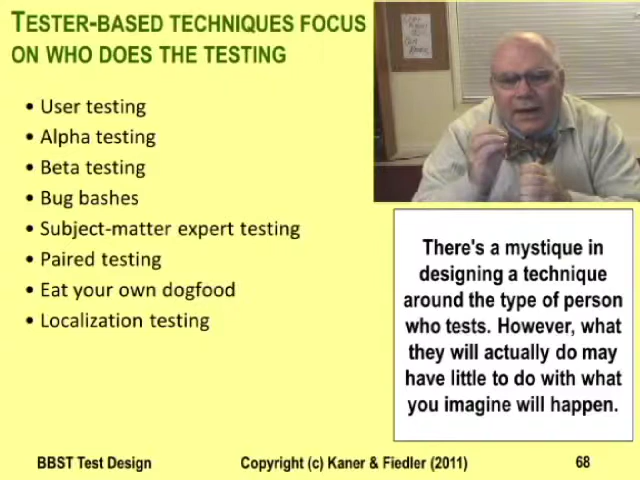 TESTER-BASED TECHNIQUES FOCUS
ON WHO DOES THE TESTING
• User testing
• Alpha testing
• Beta testing
• Bug bashes
• Subject-matter expert testing
• Paired testing
• Eat your own dogfood
• Localization testing
There's a mystique in
designing a technique
around the type of person
who tests. However, what
they will actually do may
have little to do with what
you imagine will happen.
BBST Test Design
Copyright (c) Kaner & Fiedler (2011)
68